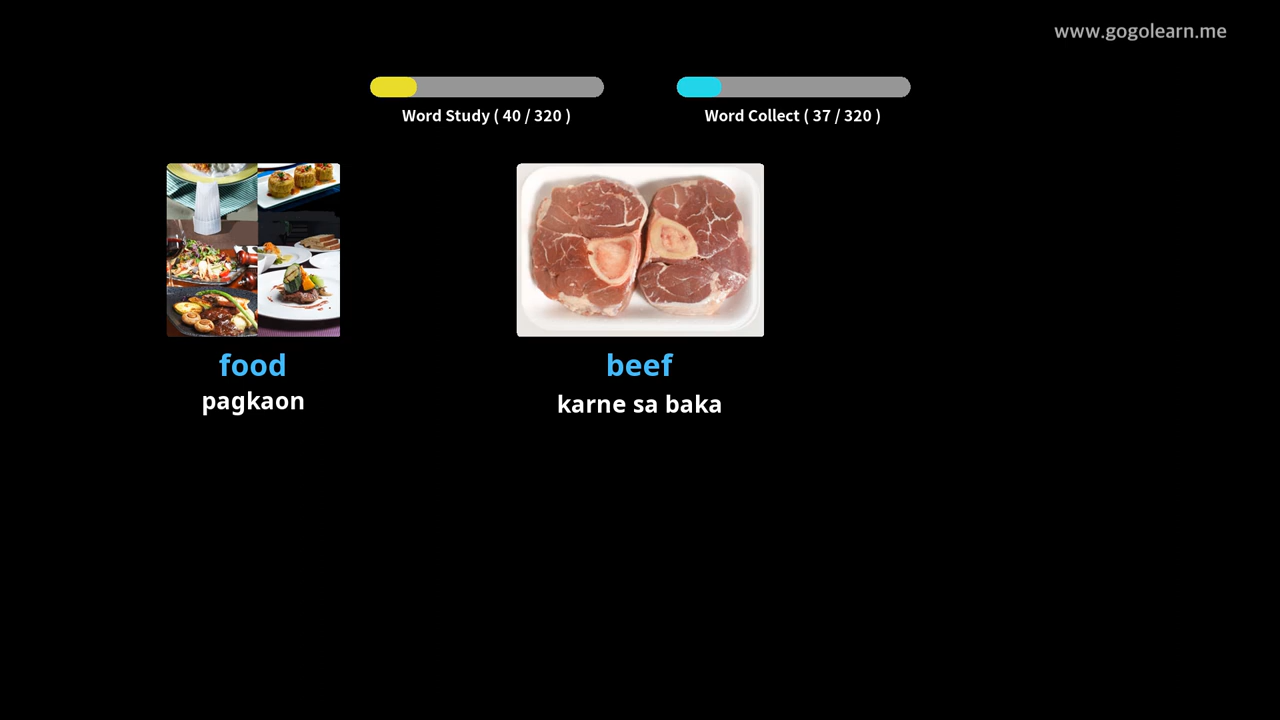 www.gogolearn.me
Word Study ( 40 / 320 )
Word Collect ( 37 / 320 )
food
pagkaon
beef
karne sa baka